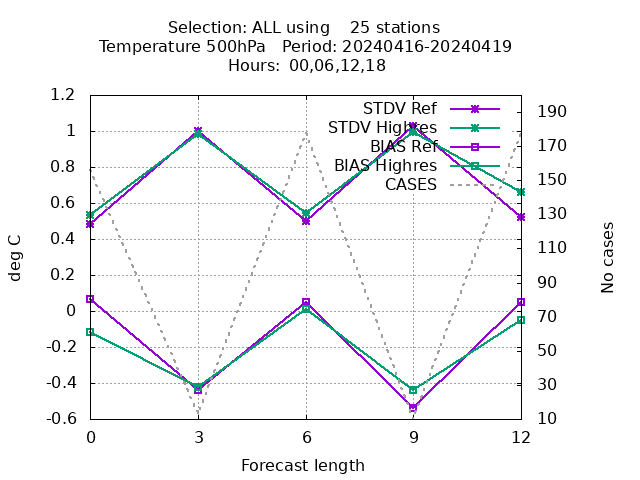 Selection: ALL using    25 stations
Temperature 500hPa   Period: 20240416-20240419
Hours: 00,06,12,18
STDV Ref
STDV Highres
BIAS Ref
BIAS Highres
CASES
1.2
1
0.8
0.6
0.4
0.2
0
-0.2
-0.4
-0.6
deg C
190
170
150
130
110
90
70
50
30
10
No cases
0 3 6 9 12
Forecast length